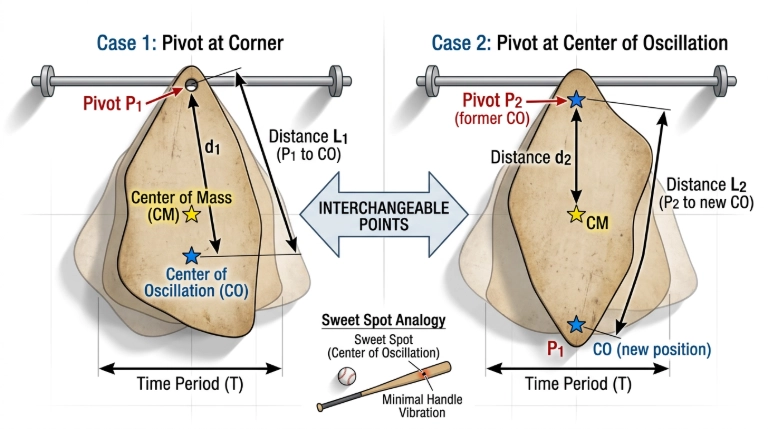 Case 1: Pivot at Corner
Pivot P1
d1
Distance L1
(P1 to CO)
Center of Mass
(CM)
Center of
Oscillation (CO)
Time Period (T)
INTERCHANGEABLE
POINTS
Sweet Spot Analogy
Sweet Spot
(Center of Oscillation)
Minimal Handle
Vibration
Case 2: Pivot at Center of Oscillation
Pivot P2
(former CO)
Distance d2
Distance L2
(P2 to new CO)
CM
P1
CO (new position)
Time Period (T)